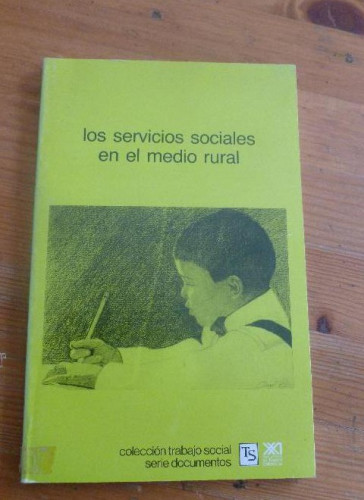 los servicios sociales
en el medio rural
colección trabajo social
serie documentos
TS